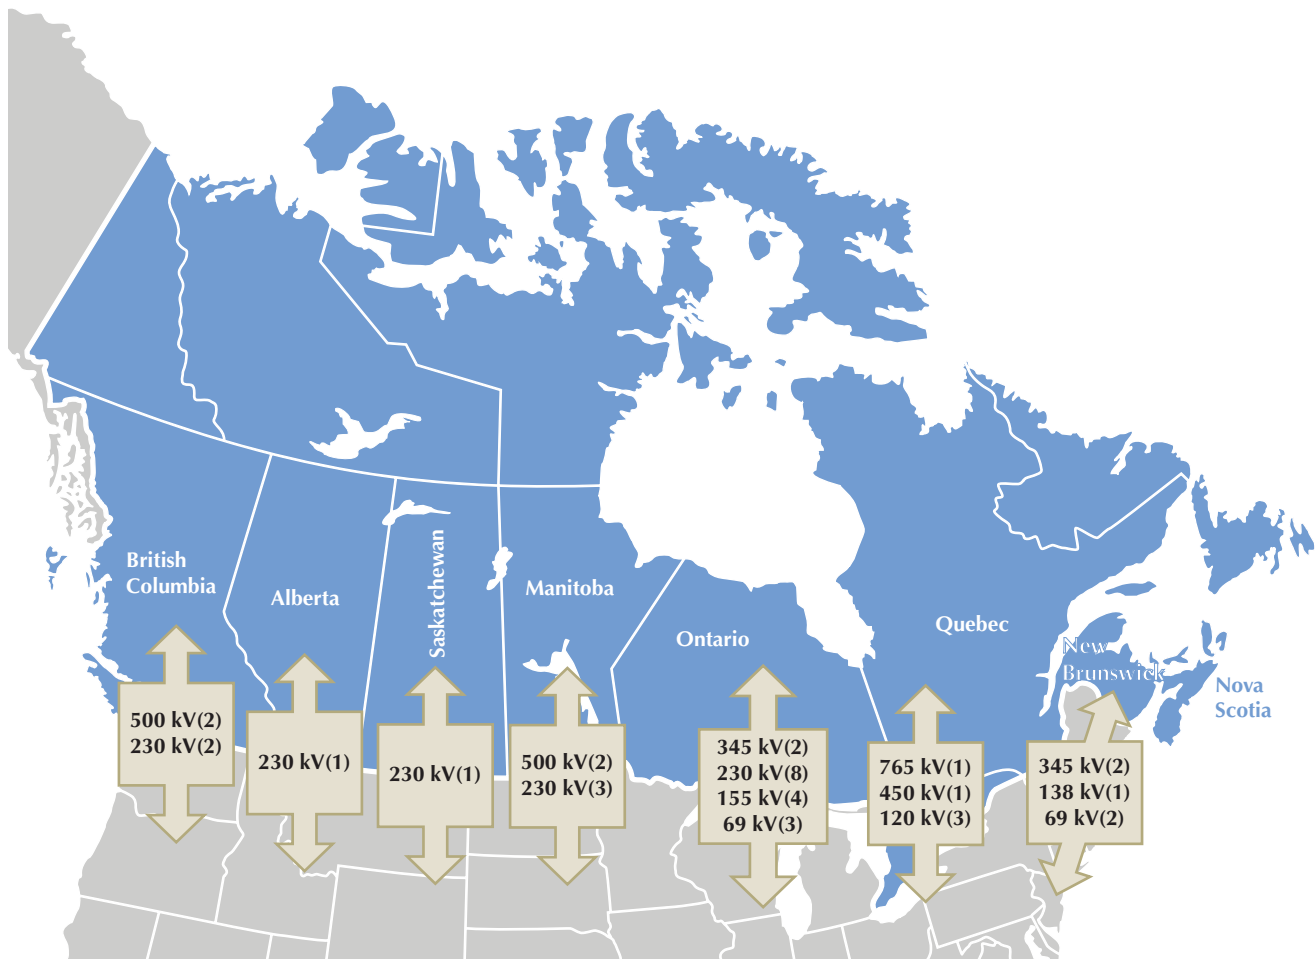 British
Columbia
Alberta
Saskatchewan
Manitoba
Ontario
Quebec
New
Brunswick
Nova
Scotia
500 kV(2)
230 kV(2)
230 kV(1)
230 kV(1)
500 kV(2)
230 kV(3)
345 kV(2)
230 kV(8)
155 kV(4)
69 kV(3)
765 kV(1)
450 kV(1)
120 kV(3)
345 kV(2)
138 kV(1)
69 kV(2)